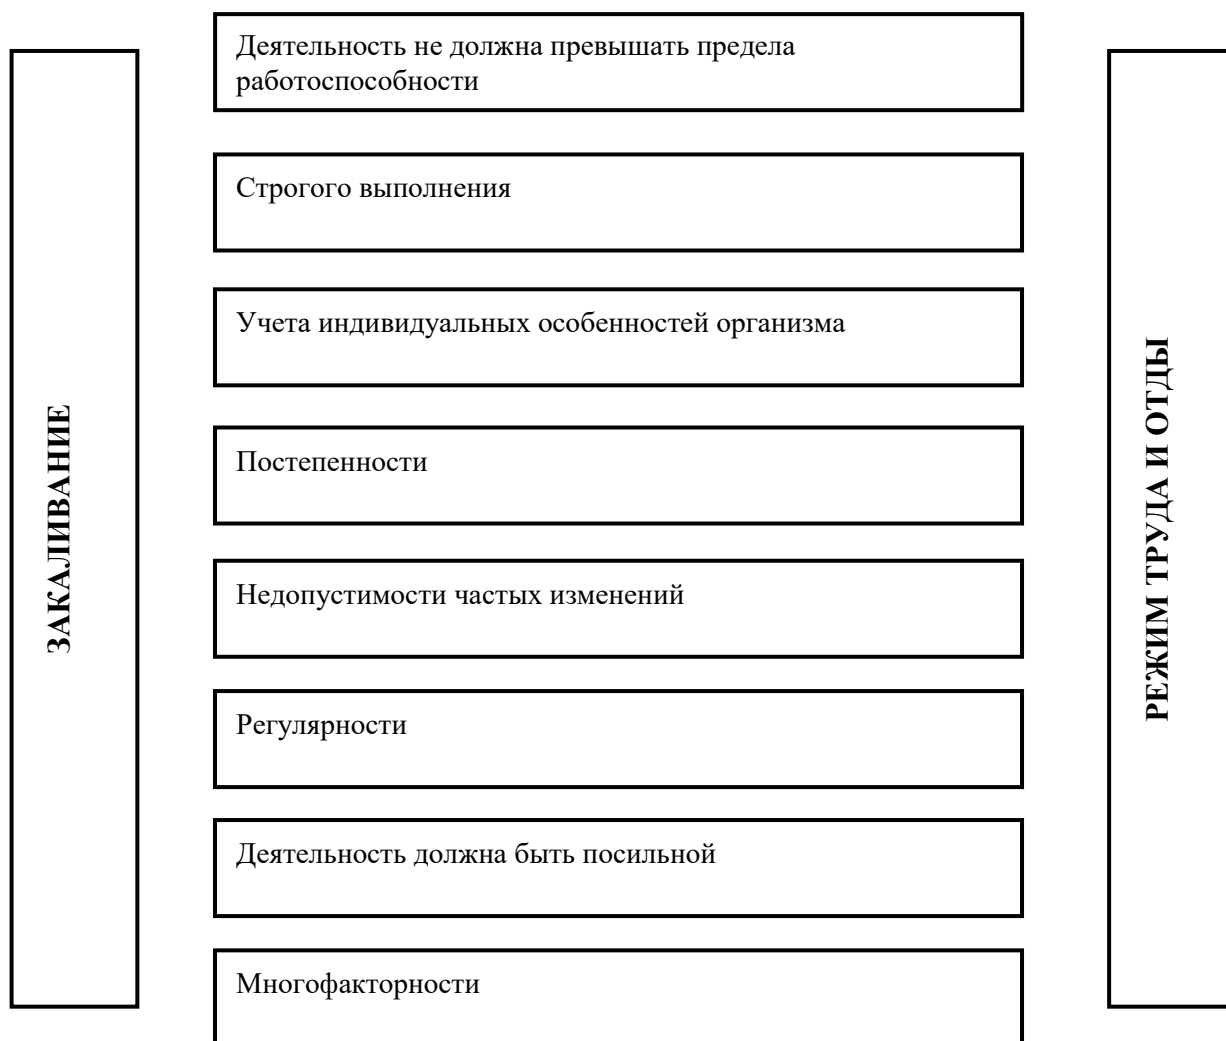 ЗАКАЛИВАНИЕ
Деятельность не должна превышать предела
работоспособности
Строгого выполнения
Учета индивидуальных особенностей организма
Постепенности
Недопустимости частых изменений
Регулярности
Деятельность должна быть посильной
Многофакторности
РЕЖИМ ТРУДА И ОТДЫ